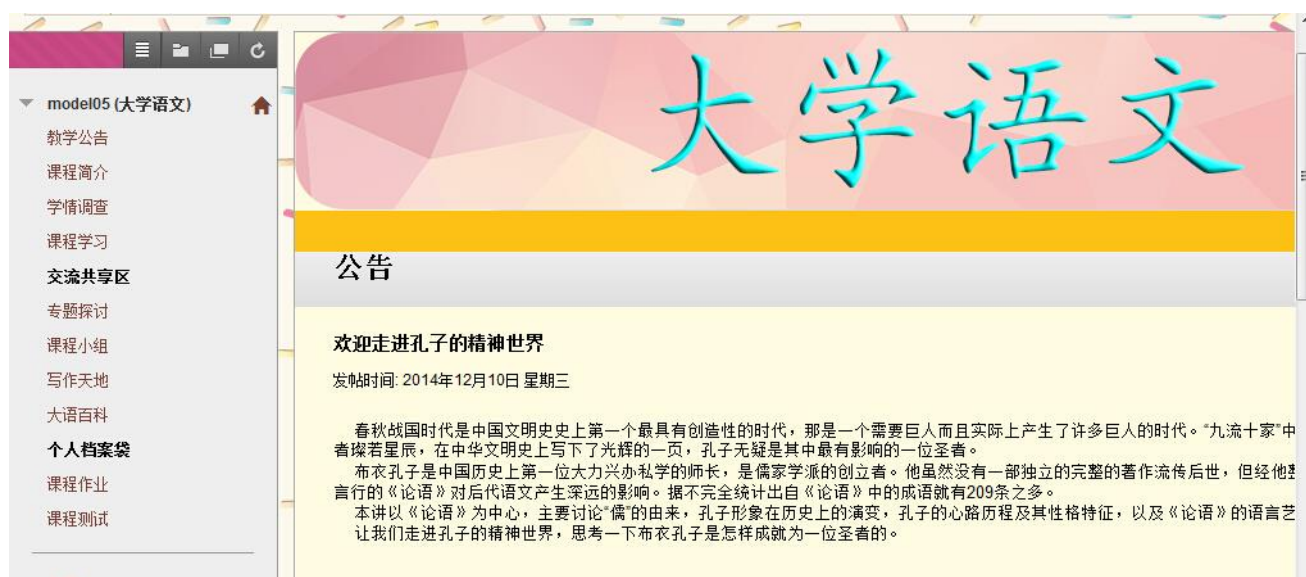 model05 (大学语文)
教学公告
课程简介
学情调查
课程学习
交流共享区
专题探讨
课程小组
写作天地
大语百科
个人档案袋
课程作业
课程测试
大学语文
公告
欢迎走进孔子的精神世界
发帖时间: 2014年12月10日 星期三
春秋战国时代是中国文明史史上第一个最具有创造性的时代，那是一个需要巨人而且实际上产生了许多巨人的时代。“九流十家”中
者璨若星辰，在中华文明史上写下了光辉的一页，孔子无疑是其中最有影响的一位圣者。
布衣孔子是中国历史上第一位大力兴办私学的师长，是儒家学派的创立者。他虽然没有一部独立的完整的著作流传后世，但经他
言行的《论语》对后代语文产生深远的影响。据不完全统计出自《论语》中的成语就有209条之多。
本讲以《论语》为中心，主要讨论“儒”的由来，孔子形象在历史上的演变，孔子的心路历程及其性格特征，以及《论语》的语言艺
让我们走进孔子的精神世界，思考一下布衣孔子是怎样成就为一位圣者的。